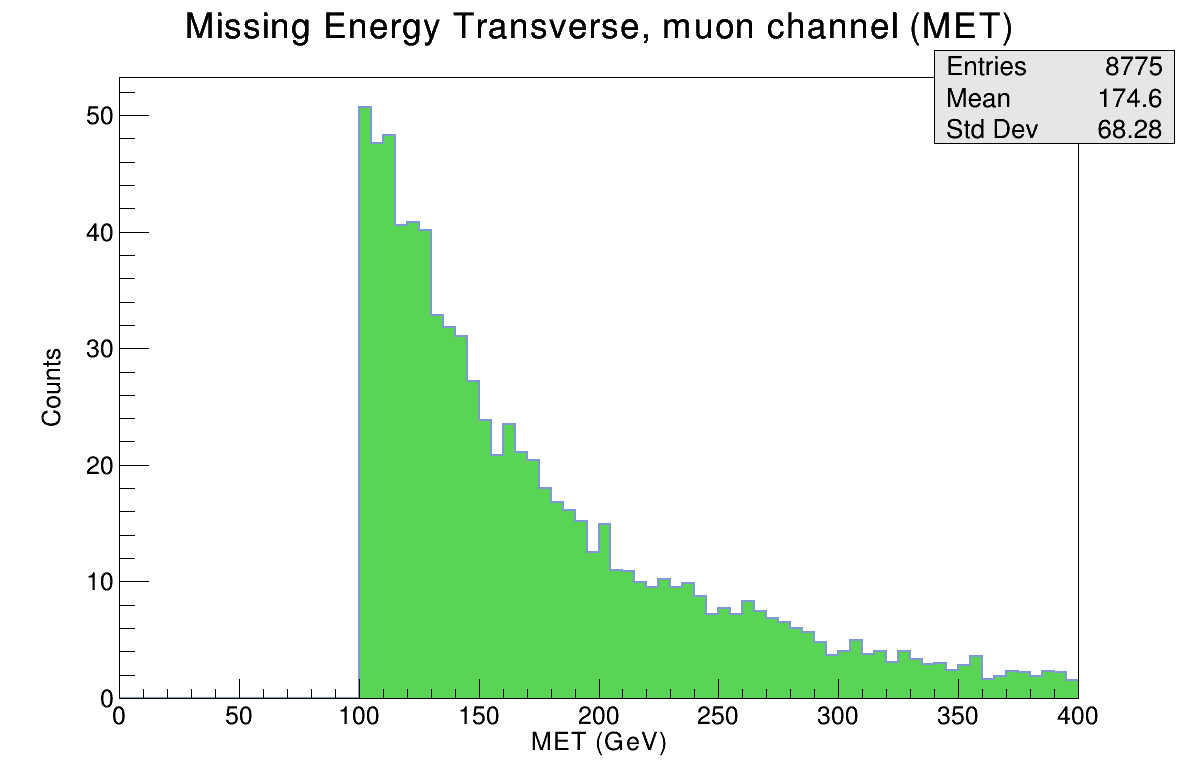 Missing Energy Transverse, muon channel (MET)
Entries 8775
Mean 174.6
Std Dev 68.28
50
40
30
20
10
0
Counts
0 50 100 150 200 250 300 350 400
MET (GeV)